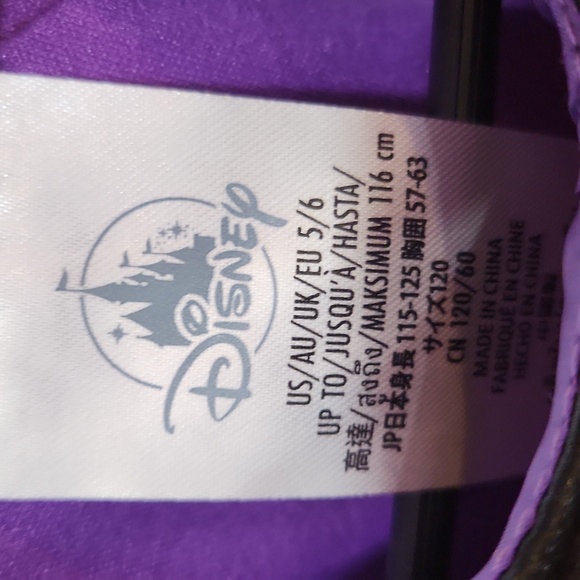 Disney
US/AU/UK/EU 5/6
UP TO/JUSQU'À/HASTA/
高達/สูงถึง/MAKSIMUM 116 cm
JP日本身長 115-125 胸囲 57-63
サイズ120
CN 120/60
MADE IN CHINA
FABRIQUÉ EN CHINE
HECHO EN CHINA